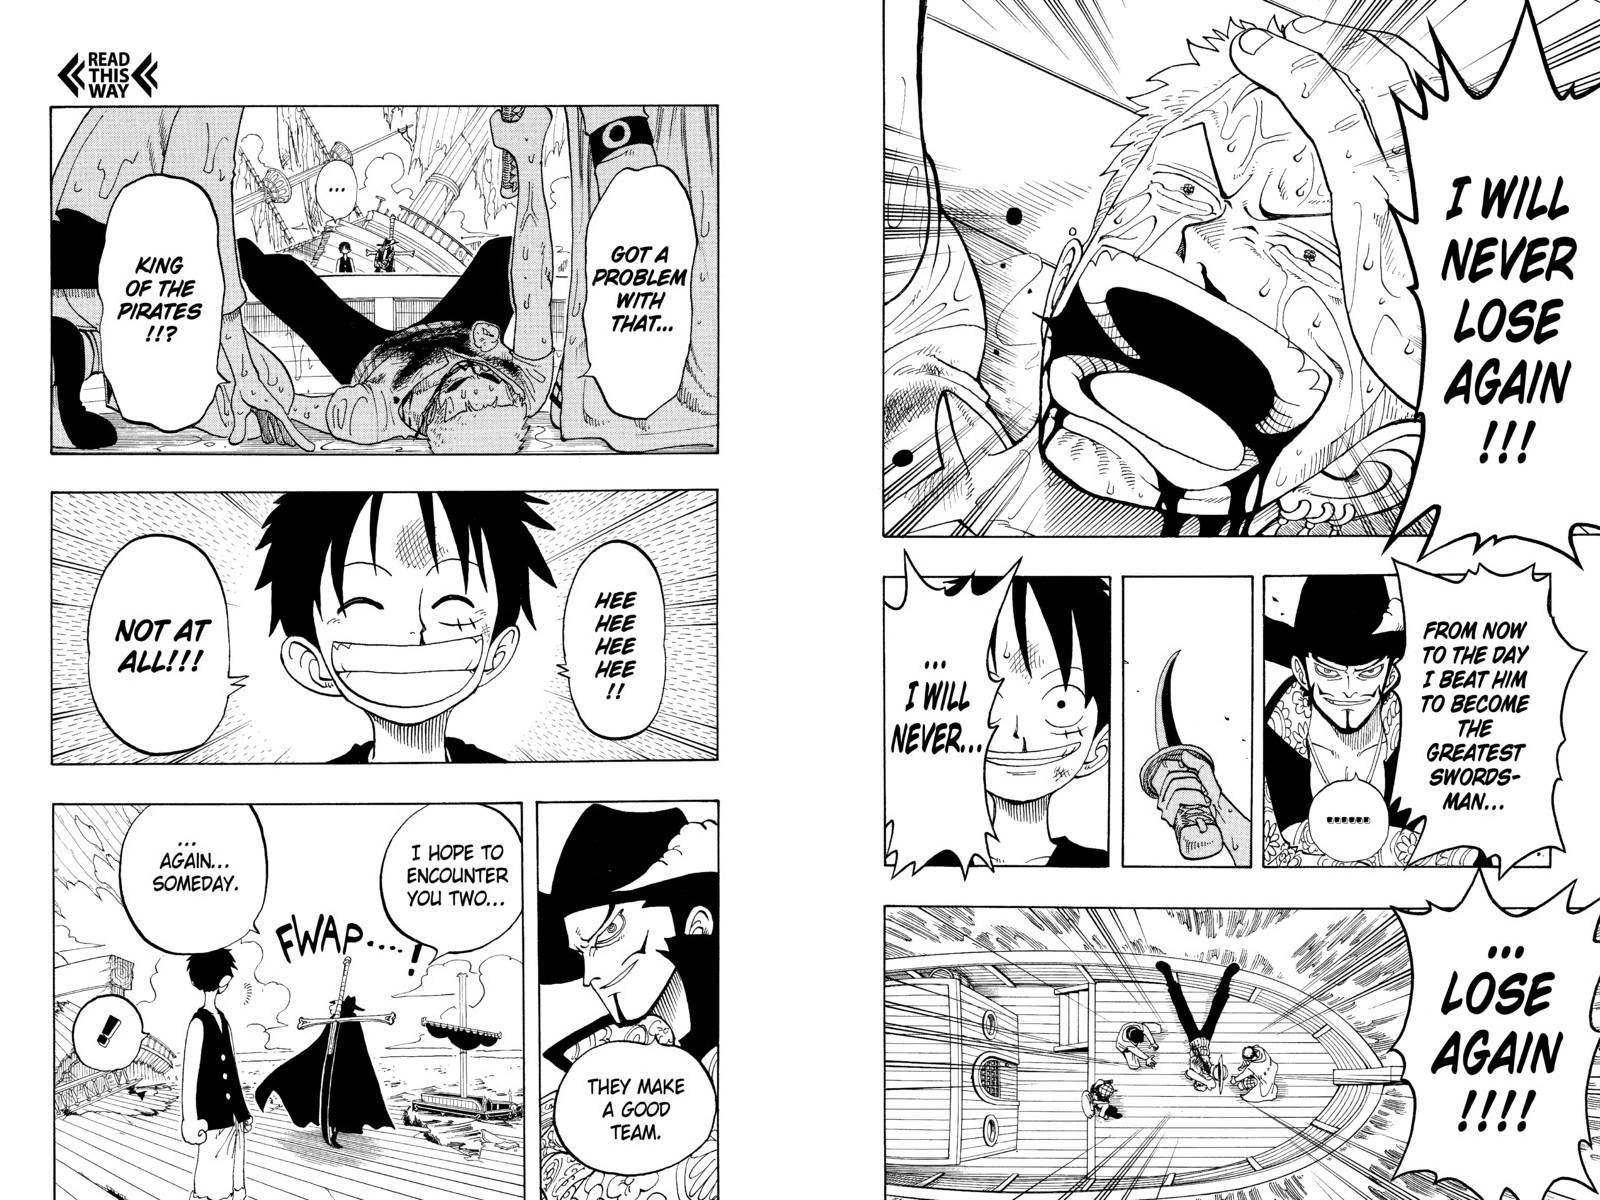 I WILL
NEVER
LOSE
AGAIN
!!!
FROM NOW
TO THE DAY
I BEAT HIM
TO BECOME
THE
GREATEST
SWORDS-
MAN...
......
...
I WILL
NEVER...
...
LOSE
AGAIN
!!!!
READ
THIS
WAY
GOT A
PROBLEM
WITH
THAT...
...
KING
OF THE
PIRATES
!!?
HEE
HEE
HEE
HEE
!!
NOT AT
ALL!!!
THEY MAKE
A GOOD
TEAM.
I HOPE TO
ENCOUNTER
YOU TWO...
FWAP....!
...
AGAIN...
SOMEDAY.
!